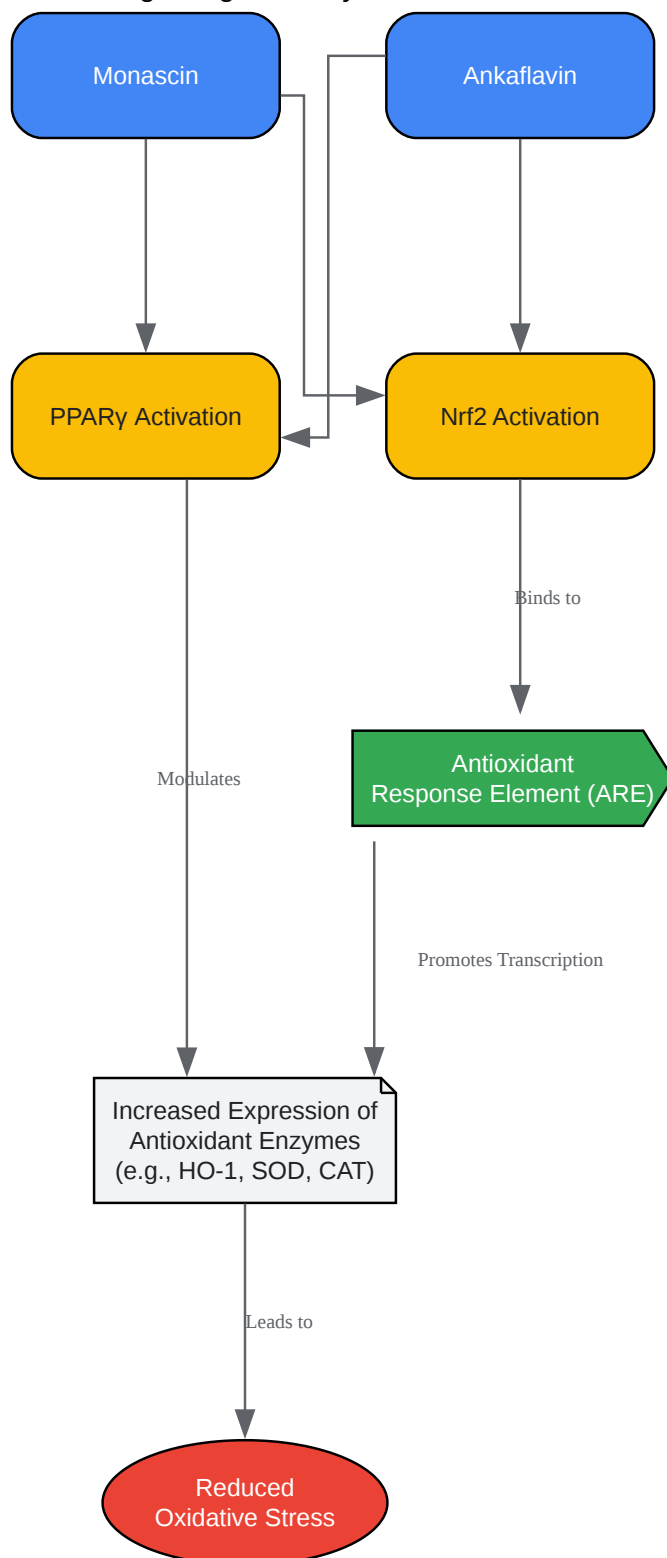 Monascin
Ankaflavin
PPARγ Activation
Nrf2 Activation
Binds to
Antioxidant
Response Element (ARE)
Modulates
Promotes Transcription
Increased Expression of
Antioxidant Enzymes
(e.g., HO-1, SOD, CAT)
Leads to
Reduced
Oxidative Stress